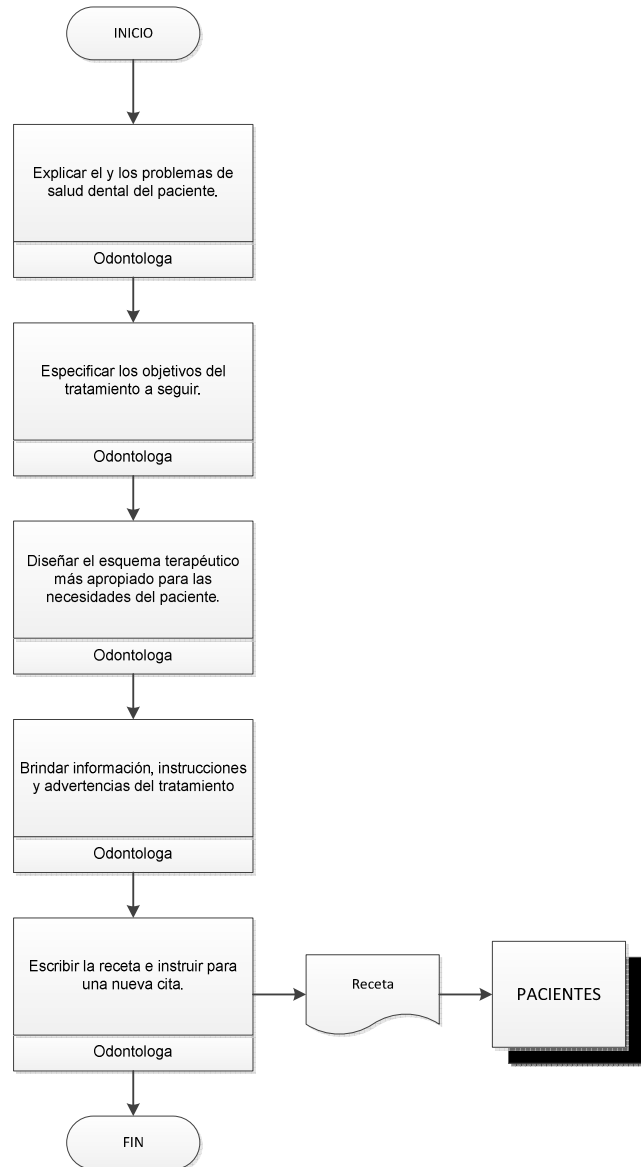 INICIO
Explicar el y los problemas de
salud dental del paciente.
Odontologa
Especificar los objetivos del
tratamiento a seguir.
Odontologa
Diseñar el esquema terapéutico
más apropiado para las
necesidades del paciente.
Odontologa
Brindar información, instrucciones
y advertencias del tratamiento
Odontologa
Escribir la receta e instruir para
una nueva cita.
Odontologa
Receta
PACIENTES
FIN